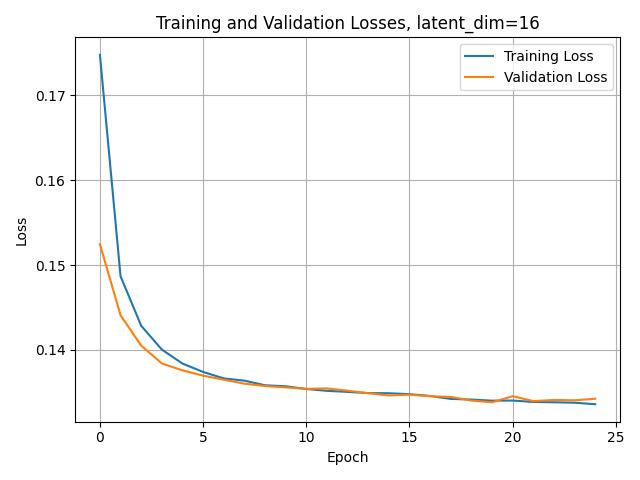 Training and Validation Losses, latent_dim=16
Training Loss
Validation Loss
0.17
0.16
0.15
0.14
Loss
0 5 10 15 20 25
Epoch